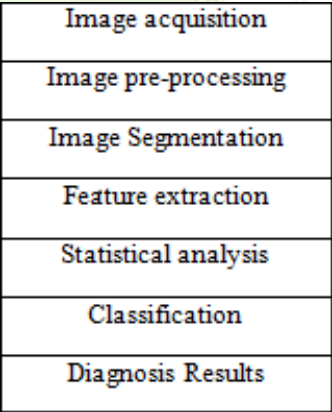 Image acquisition
Image pre-processing
Image Segmentation
Feature extraction
Statistical analysis
Classification
Diagnosis Results